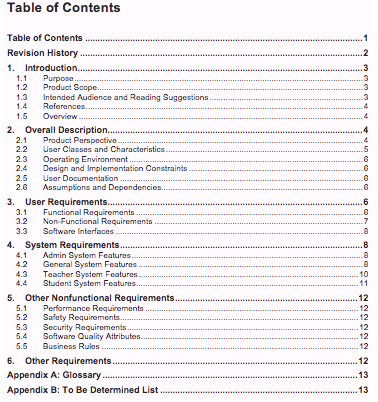 Table of Contents
Table of Contents ........ 1
Revision History ........ 2
1. Introduction ........ 3
1.1 Purpose ........ 3
1.2 Product Scope ........ 3
1.3 Intended Audience and Reading Suggestions ........ 3
1.4 References ........ 4
1.5 Overview ........ 4
2. Overall Description ........ 4
2.1 Product Perspective ........ 4
2.2 User Classes and Characteristics ........ 5
2.3 Operating Environment ........ 6
2.4 Design and Implementation Constraints ........ 6
2.5 User Documentation ........ 6
2.6 Assumptions and Dependencies ........ 6
3. User Requirements ........ 6
3.1 Functional Requirements ........ 6
3.2 Non-Functional Requirements ........ 7
3.3 Software Interfaces ........ 8
4. System Requirements ........ 8
4.1 Admin System Features ........ 8
4.2 General System Features ........ 8
4.3 Teacher System Features ........ 10
4.4 Student System Features ........ 11
5. Other Nonfunctional Requirements ........ 12
5.1 Performance Requirements ........ 12
5.2 Safety Requirements ........ 12
5.3 Security Requirements ........ 12
5.4 Software Quality Attributes ........ 12
5.5 Business Rules ........ 12
6. Other Requirements ........ 12
Appendix A: Glossary ........ 13
Appendix B: To Be Determined List ........ 13